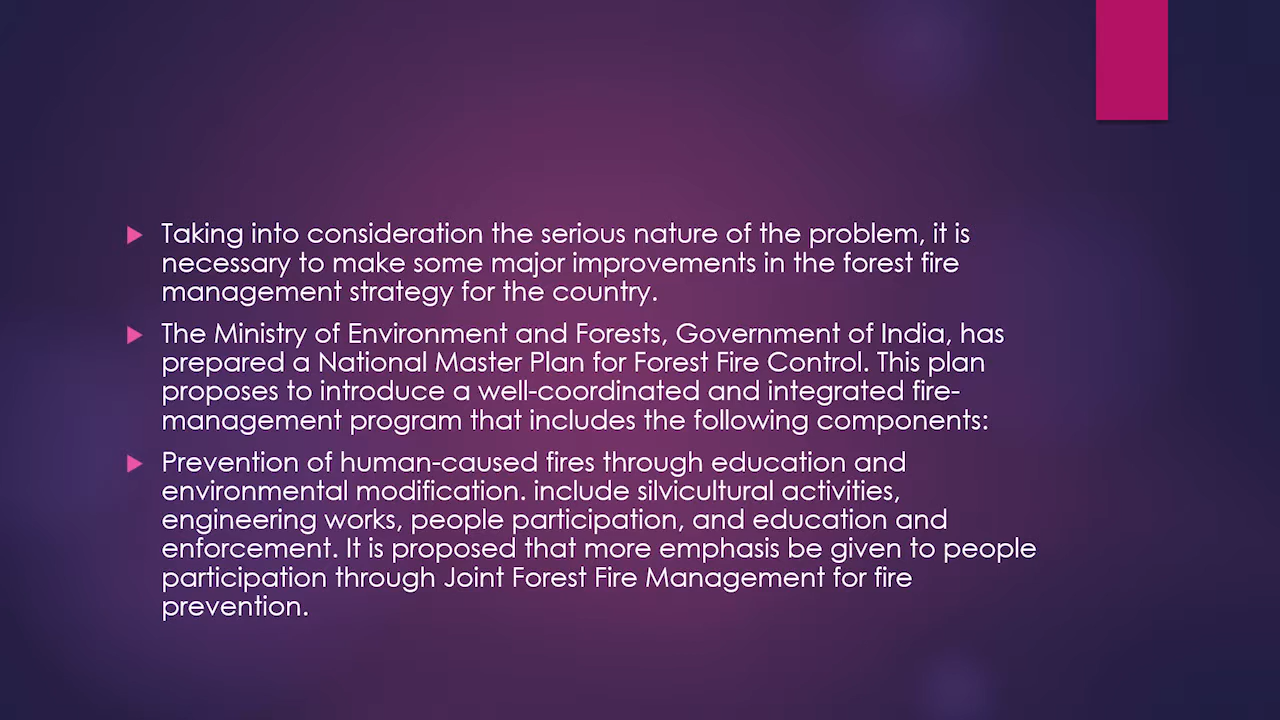 Taking into consideration the serious nature of the problem, it is
necessary to make some major improvements in the forest fire
management strategy for the country.
The Ministry of Environment and Forests, Government of India, has
prepared a National Master Plan for Forest Fire Control. This plan
proposes to introduce a well-coordinated and integrated fire-
management program that includes the following components:
Prevention of human-caused fires through education and
environmental modification. include silvicultural activities,
engineering works, people participation, and education and
enforcement. It is proposed that more emphasis be given to people
participation through Joint Forest Fire Management for fire
prevention.